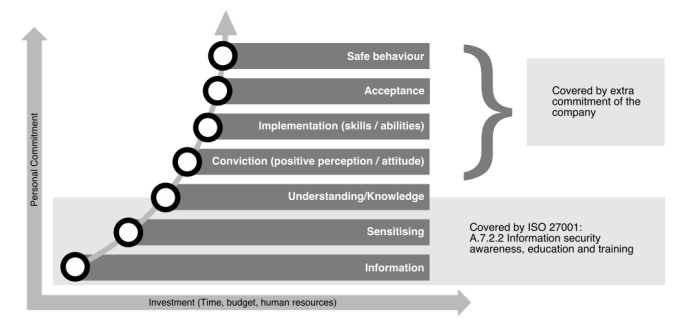 Safe behaviour
Acceptance
Implementation (skills / abilities)
Conviction (positive perception / attitude)
Understanding/Knowledge
Sensitising
Information
Covered by extra
commitment of the
company
Covered by ISO 27001:
A.7.2.2 Information security
awareness, education and training
Personal Commitment
Investment (Time, budget, human resources)